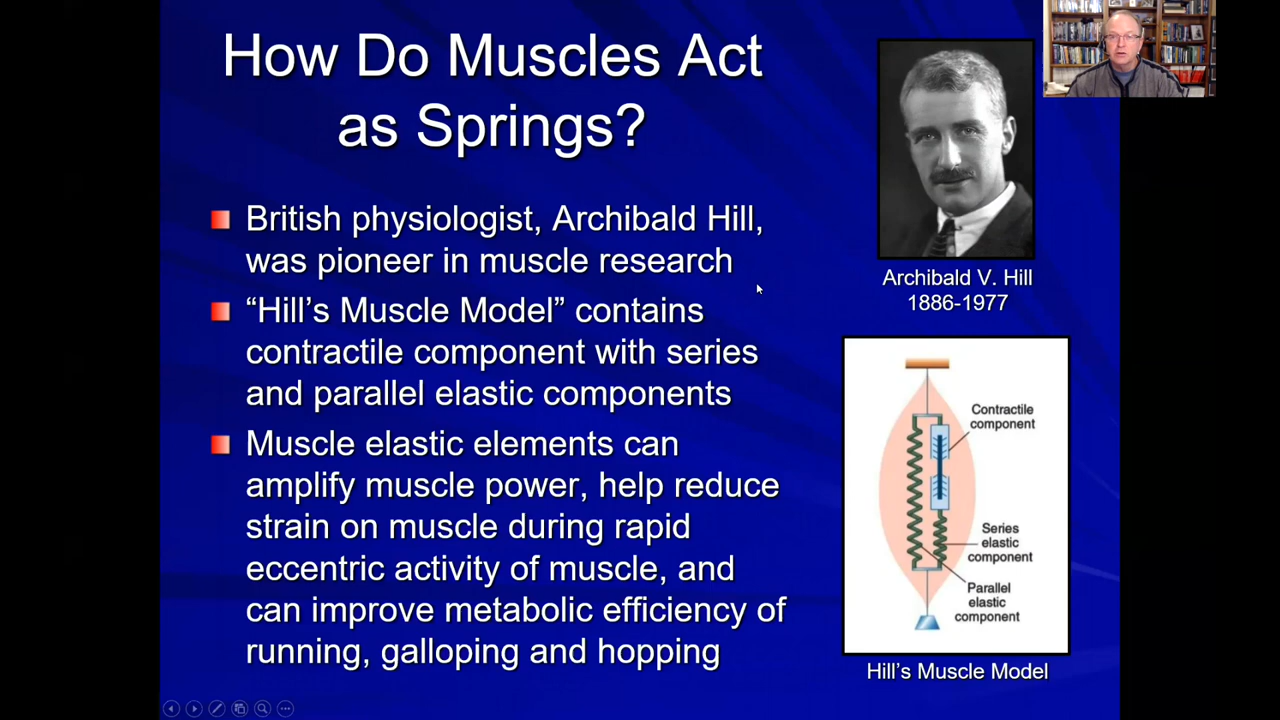 How Do Muscles Act
as Springs?
British physiologist, Archibald Hill,
was pioneer in muscle research
“Hill’s Muscle Model” contains
contractile component with series
and parallel elastic components
Muscle elastic elements can
amplify muscle power, help reduce
strain on muscle during rapid
eccentric activity of muscle, and
can improve metabolic efficiency of
running, galloping and hopping
Archibald V. Hill
1886-1977
Contractile
component
Series
elastic
component
Parallel
elastic
component
Hill’s Muscle Model